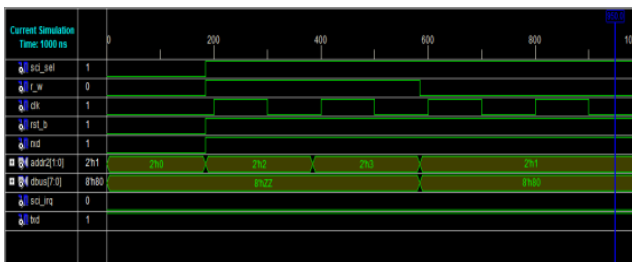 Current Simulation
Time: 1000 ns
0 200 400 600 800 10
sci_sel 1
r_w 0
clk 1
rst_b 1
rxd 1
addr2[1:0] 2'h1 2'h0 2'h2 2'h3 2'h1
dbus[7:0] 8'h80 8'hZZ 8'h80
sci_irq 0
txd 1